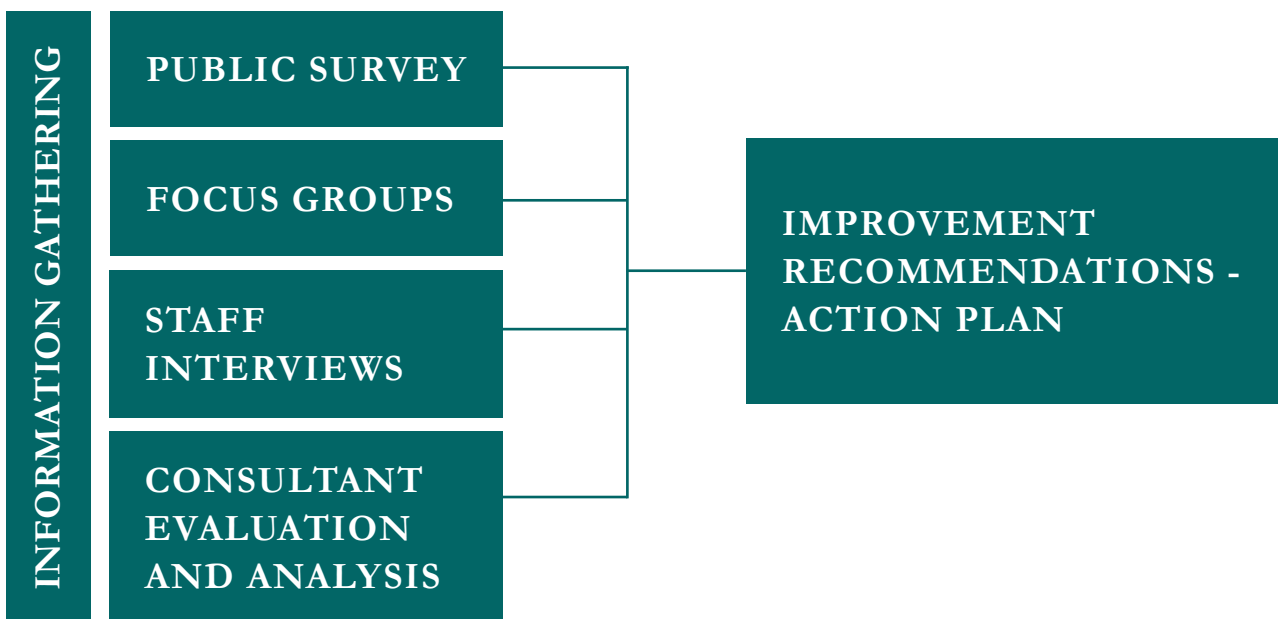 INFORMATION GATHERING
PUBLIC SURVEY
FOCUS GROUPS
STAFF
INTERVIEWS
CONSULTANT
EVALUATION
AND ANALYSIS
IMPROVEMENT
RECOMMENDATIONS -
ACTION PLAN